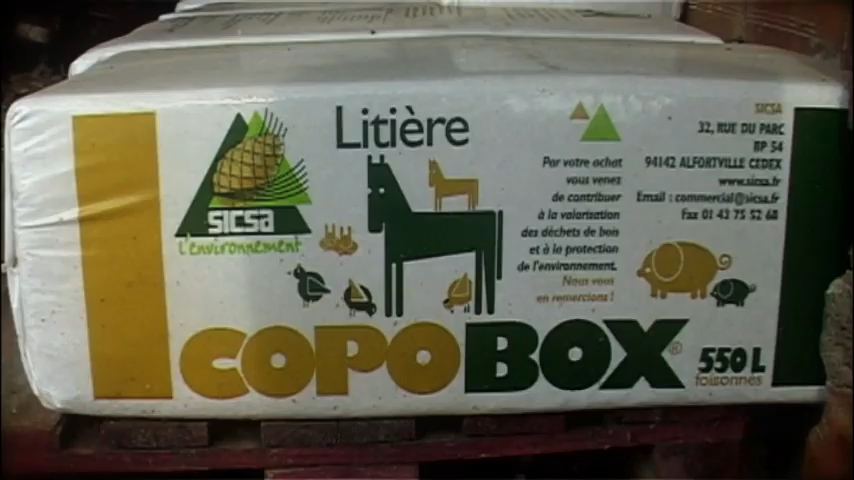 Litière
SICSA
l'environnement
Par votre achat
vous venez
de contribuer
à la valorisation
des déchets de bois
et à la protection
de l'environnement.
Nous vous
en remercions !
SICSA
32, RUE DU PARC
BP 54
94142 ALFORTVILLE CEDEX
www.sicsa.fr
Email : commercial@sicsa.fr
Fax 01 43 75 52 68
COPOBOX®
550 L
foisonnés